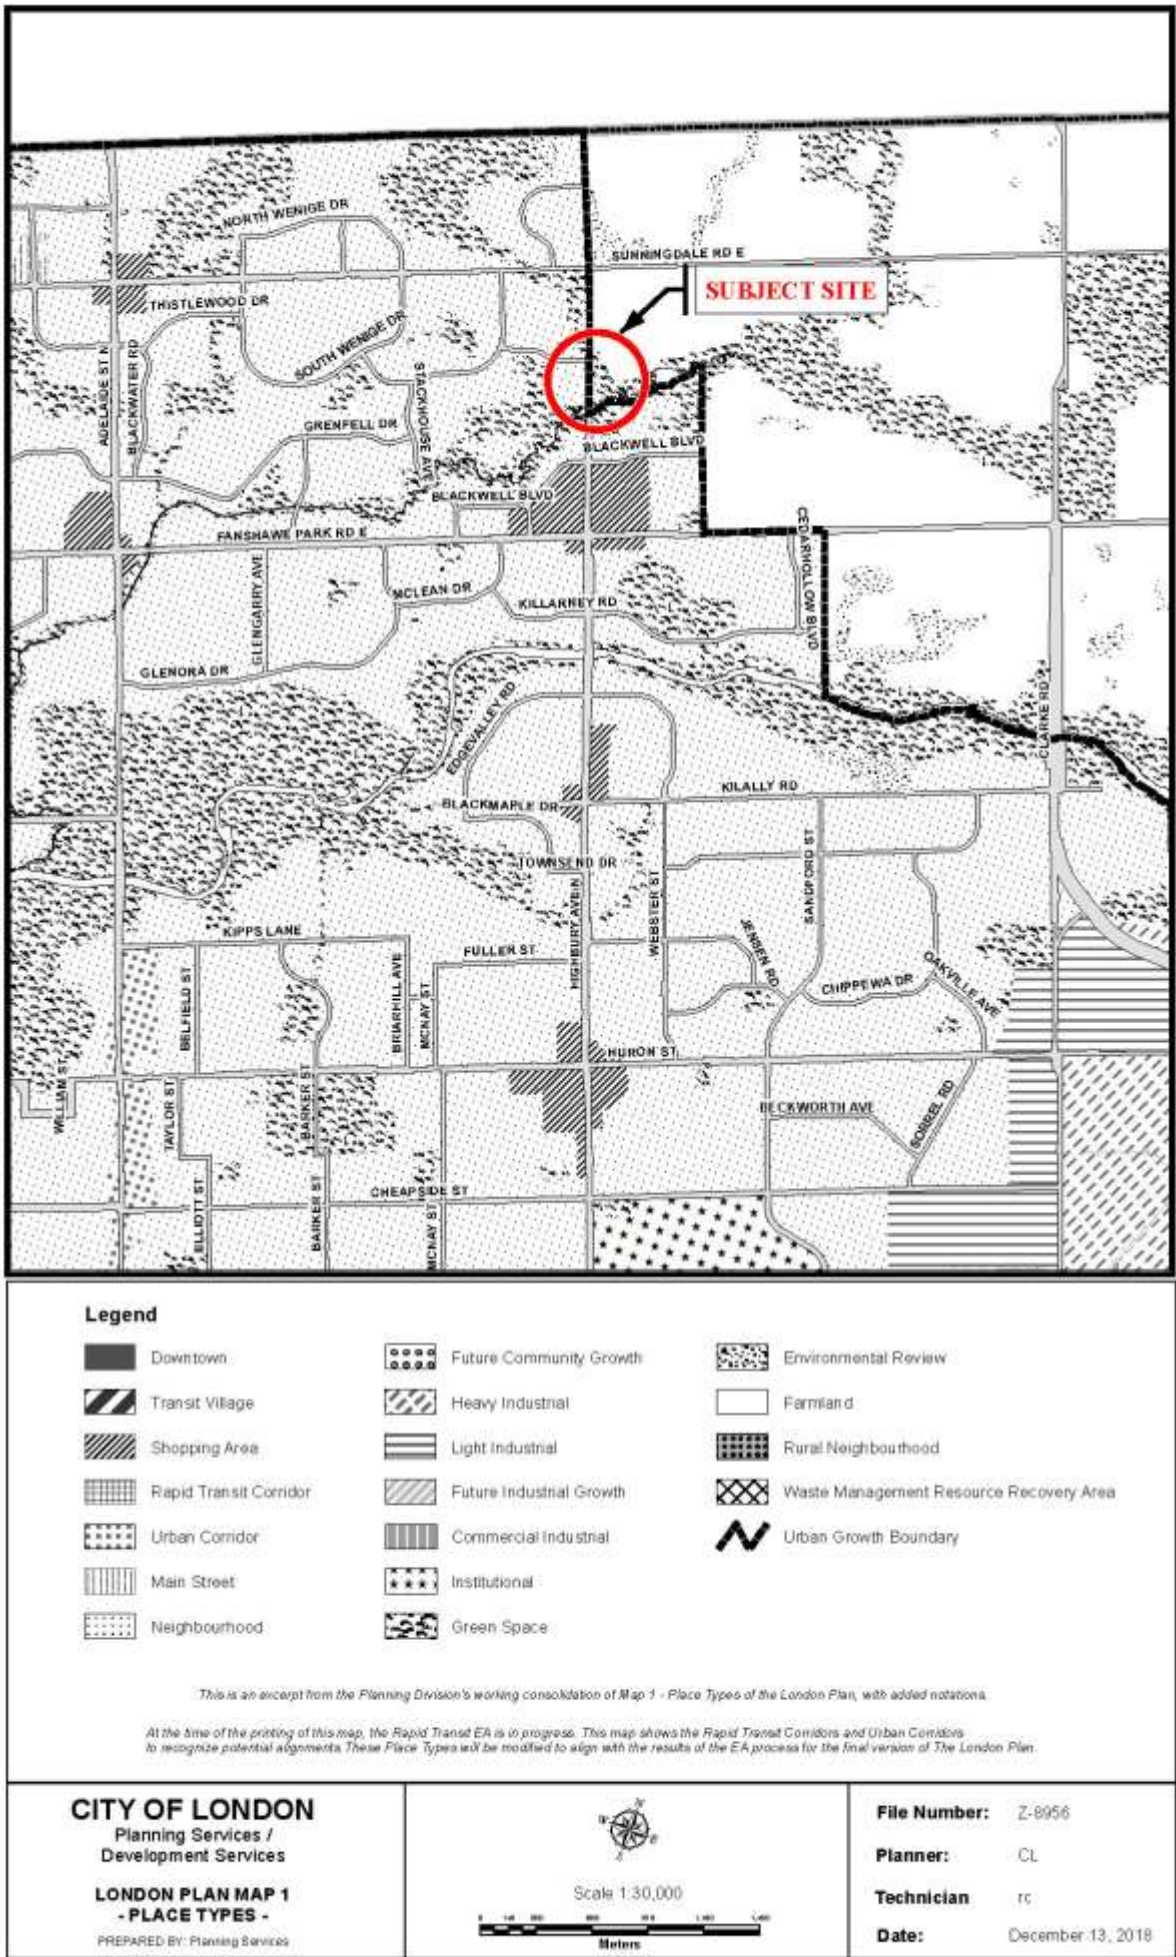 NORTH WENIGE DR
SUNNINGDALE RD E
SUBJECT SITE
THISTLEWOOD DR
SOUTH WENIGE DR
ADELAIDE ST N
BLACKWATER RD
STACKHOUSE AVE
GRENFELL DR
BLACKWELL BLVD
BLACKWELL BLVD
FANSHAWE PARK RD E
CEDARHOLLOW BLVD
GLENGARRY AVE
MCLEAN DR
KILLARNEY RD
GLENORA DR
EDGEVALLEY RD
CLARKE RD
KILALLY RD
BLACKMAPLE DR
TOWNSEND DR
HIGHBURY AVE N
WEBSTER ST
SANDFORD ST
JENSEN RD
KIPPS LANE
FULLER ST
OAKVILLE AVE
CHIPPEWA DR
BELFIELD ST
BRIARHILL AVE
MCNAY ST
HURON ST
WILLIAM ST
TAYLOR ST
BARKER ST
BECKWORTH AVE
SORREL RD
CHEAPSIDE ST
ELLIOTT ST
BARKER ST
MCNAY ST
Legend
Downtown
Transit Village
Shopping Area
Rapid Transit Corridor
Urban Corridor
Main Street
Neighbourhood
Future Community Growth
Heavy Industrial
Light Industrial
Future Industrial Growth
Commercial Industrial
Institutional
Green Space
Environmental Review
Farmland
Rural Neighbourhood
Waste Management Resource Recovery Area
Urban Growth Boundary
This is an excerpt from the Planning Division's working consolidation of Map 1 - Place Types of the London Plan, with added notations.
At the time of the printing of this map, the Rapid Transit EA is in progress. This map shows the Rapid Transit Corridors and Urban Corridors
to recognize potential alignments. These Place Types will be modified to align with the results of the EA process for the final version of The London Plan.
CITY OF LONDON
Planning Services /
Development Services
LONDON PLAN MAP 1
- PLACE TYPES -
PREPARED BY: Planning Services
Scale 1:30,000
Meters
File Number: Z-8956
Planner: CL
Technician rc
Date: December 13, 2018